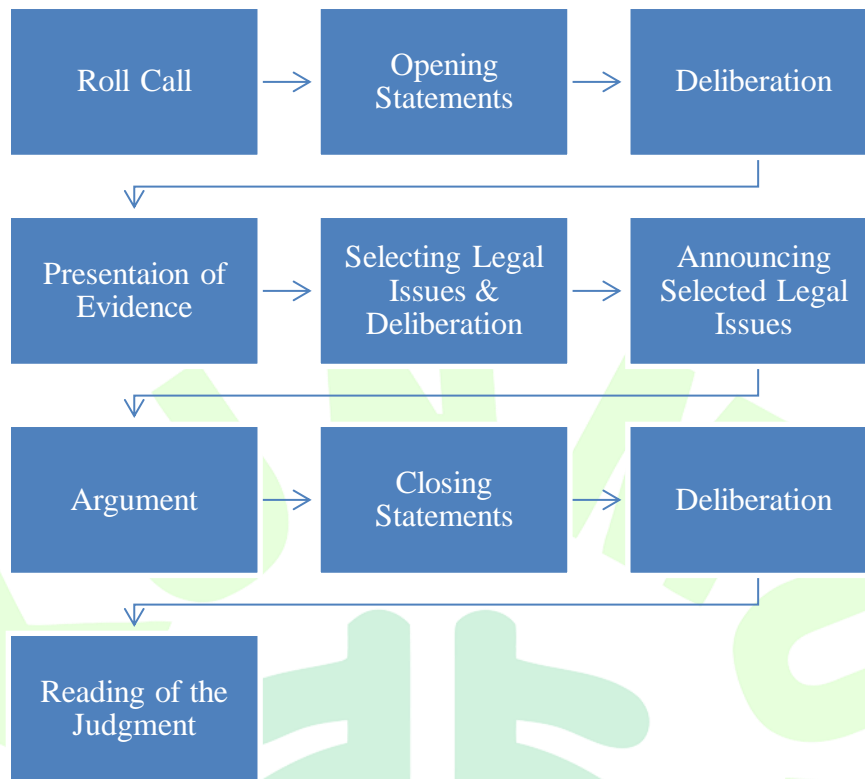 Roll Call
Opening
Statements
Deliberation
Presentaion of
Evidence
Selecting Legal
Issues &
Deliberation
Announcing
Selected Legal
Issues
Argument
Closing
Statements
Deliberation
Reading of the
Judgment